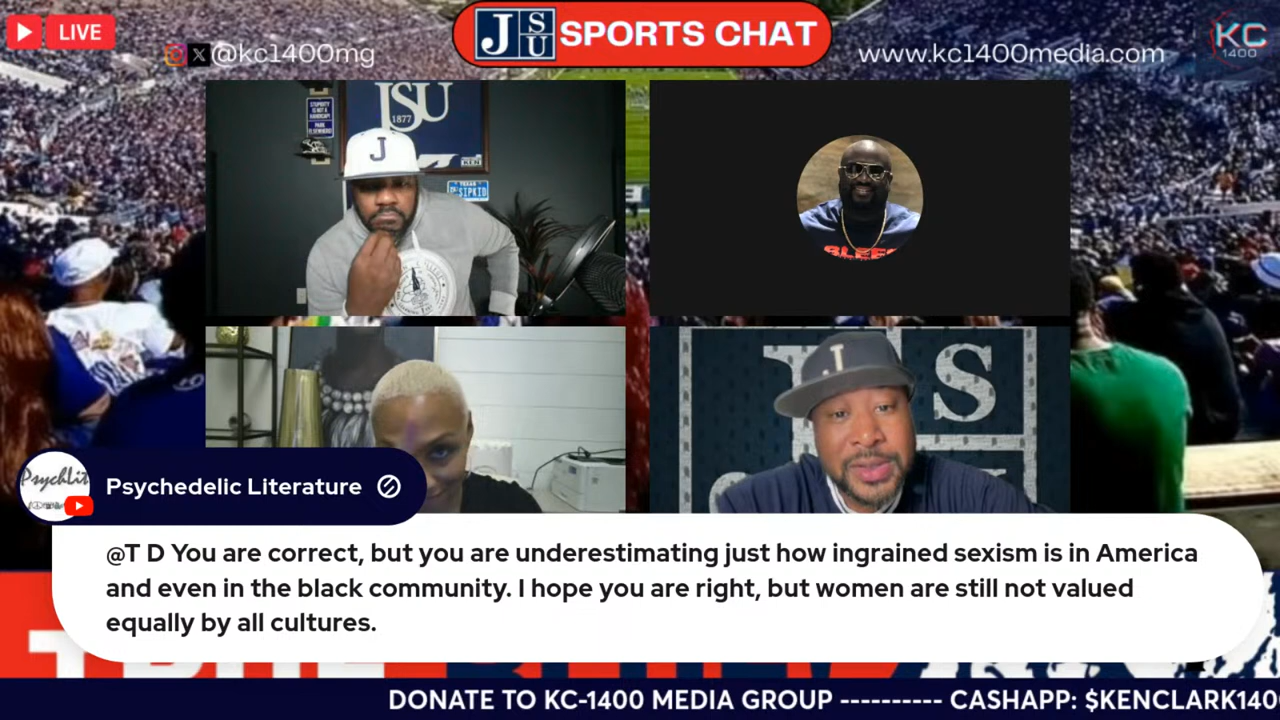 LIVE
JSU SPORTS CHAT
@kc1400mg
www.kc1400media.com
KC
1400
JSU
1877
TEXAS
J
J
S
PsychLit
Psychedelic Literature
@T D You are correct, but you are underestimating just how ingrained sexism is in America
and even in the black community. I hope you are right, but women are still not valued
equally by all cultures.
DONATE TO KC-1400 MEDIA GROUP ---------- CASHAPP: $KENCLARK140